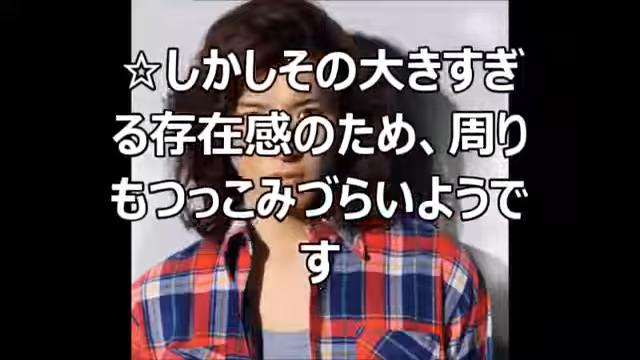 ☆しかしその大きすぎ
る存在感のため、周り
もつっこみづらいようで
す